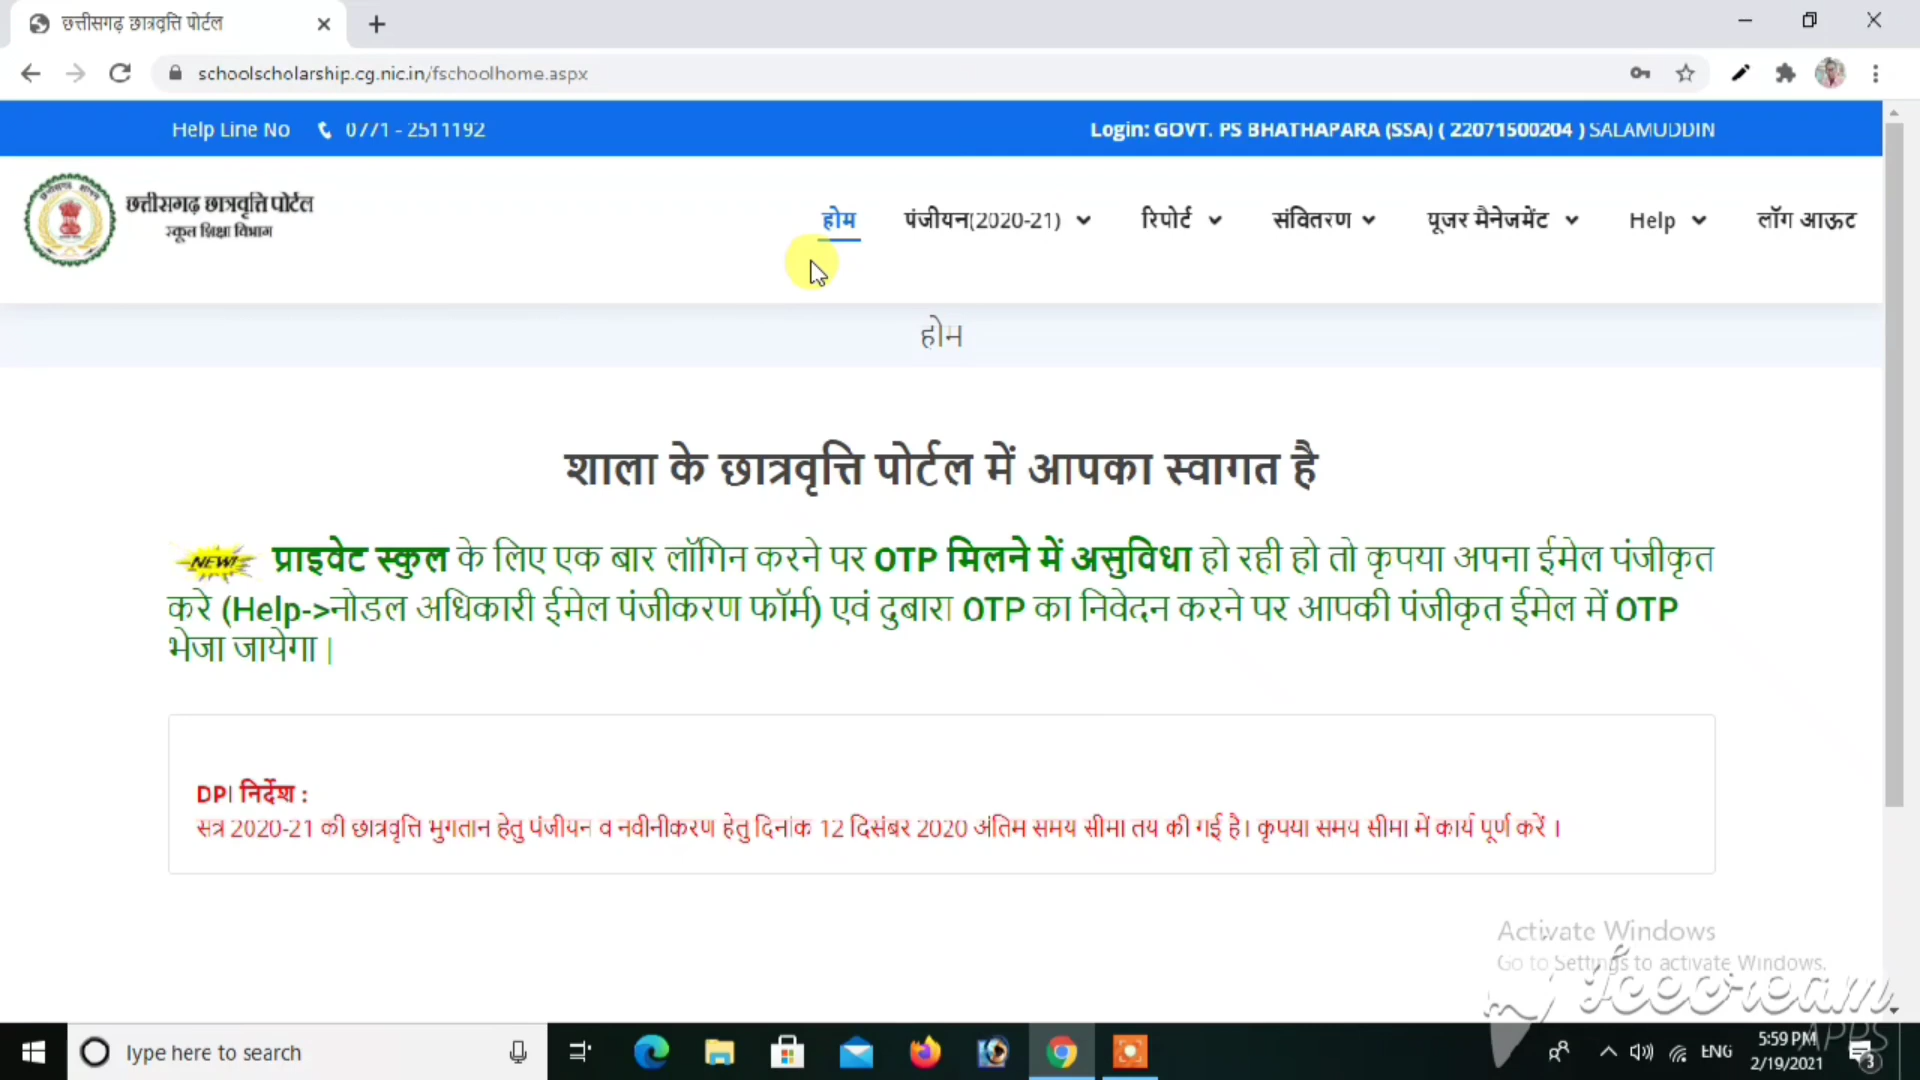 छत्तीसगढ़ छात्रवृत्ति पोर्टल
schoolscholarship.cg.nic.in/fschoolhome.aspx
Help Line No 0771 - 2511192
Login: GOVT. PS BHATHAPARA (SSA) ( 22071500204 ) SALAMUDDIN
छत्तीसगढ़ छात्रवृत्ति पोर्टल
स्कूल शिक्षा विभाग
होम पंजीयन(2020-21) रिपोर्ट संवितरण पूजर मैनेजमेंट Help लॉग आऊट
होम
शाला के छात्रवृत्ति पोर्टल में आपका स्वागत है
NEW! प्राइवेट स्कुल के लिए एक बार लॉगिन करने पर OTP मिलने में असुविधा हो रही हो तो कृपया अपना ईमेल पंजीकृत
करे (Help->नोडल अधिकारी ईमेल पंजीकरण फॉर्म) एवं दुबारा OTP का निवेदन करने पर आपकी पंजीकृत ईमेल में OTP
भेजा जायेगा |
DPI निर्देश :
सत्र 2020-21 की छात्रवृत्ति भुगतान हेतु पंजीयन व नवीनीकरण हेतु दिनांक 12 दिसंबर 2020 अंतिम समय सीमा तय की गई है। कृपया समय सीमा में कार्य पूर्ण करें ।
Activate Windows
Go to Settings to activate Windows.
Icecream
APPS
Type here to search
ENG
5:59 PM
2/19/2021
3